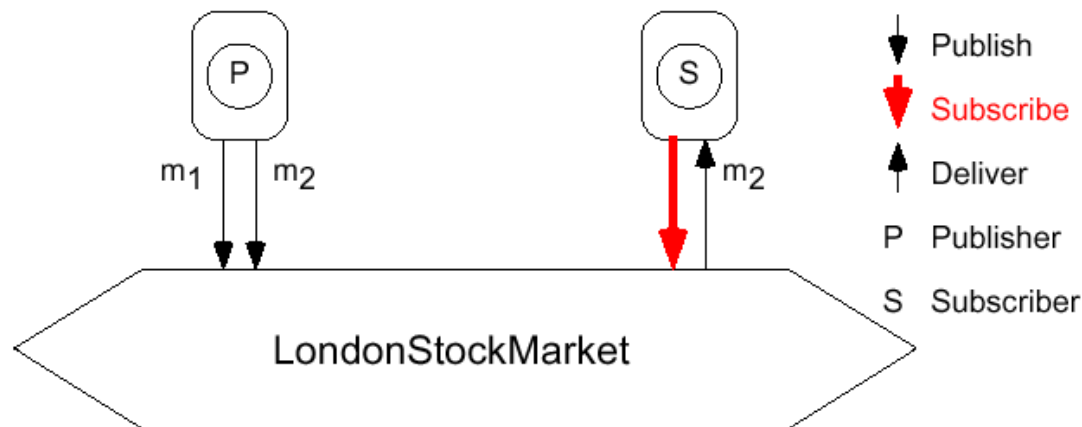 P
S
m1
m2
m2
LondonStockMarket
Publish
Subscribe
Deliver
P Publisher
S Subscriber